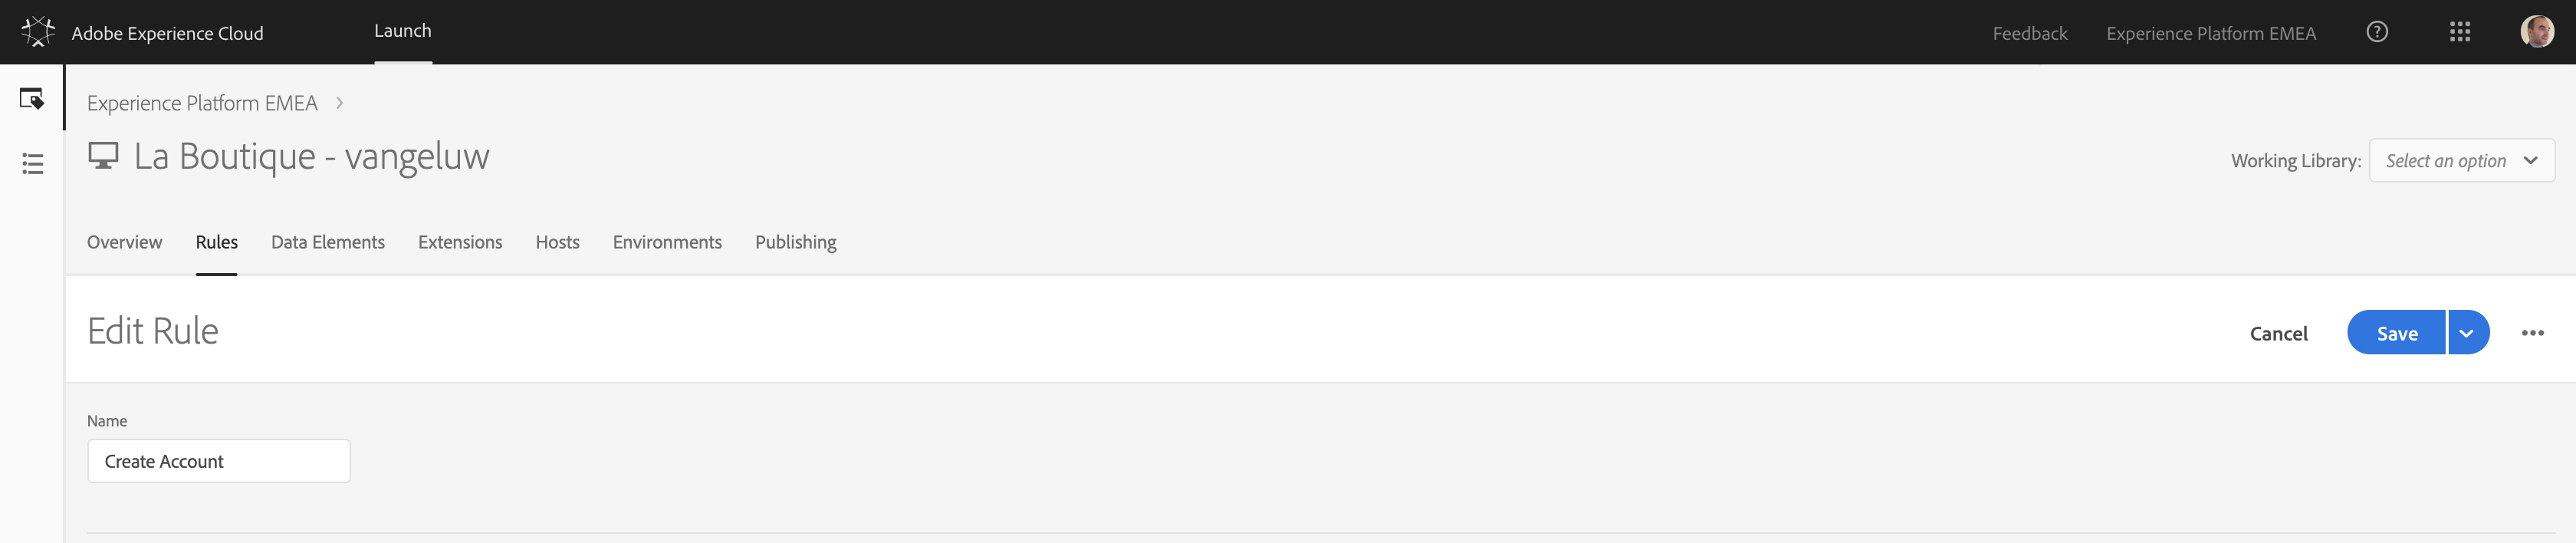 Adobe Experience Cloud Launch Feedback Experience Platform EMEA
Experience Platform EMEA
La Boutique - vangeluw
Working Library: Select an option
Overview Rules Data Elements Extensions Hosts Environments Publishing
Edit Rule Cancel Save
Name
Create Account